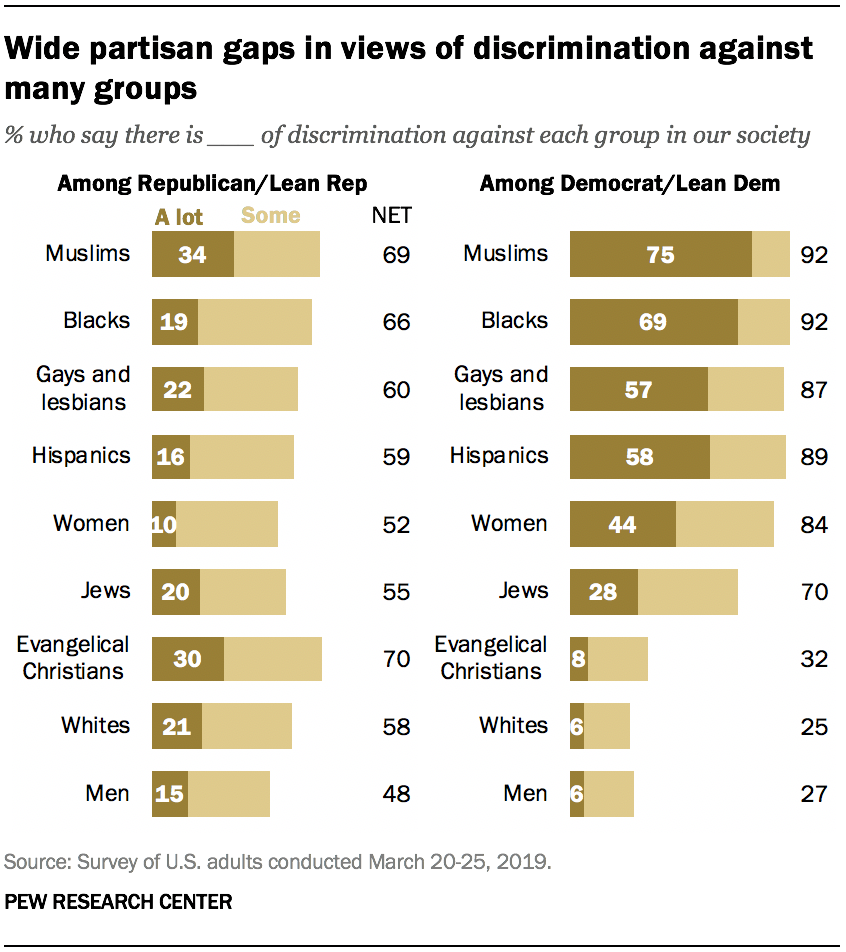 Wide partisan gaps in views of discrimination against
many groups
% who say there is ___ of discrimination against each group in our society
Among Republican/Lean Rep
A lot Some NET
Muslims 34 69
Blacks 19 66
Gays and
lesbians 22 60
Hispanics 16 59
Women 10 52
Jews 20 55
Evangelical
Christians 30 70
Whites 21 58
Men 15 48
Among Democrat/Lean Dem
Muslims 75 92
Blacks 69 92
Gays and
lesbians 57 87
Hispanics 58 89
Women 44 84
Jews 28 70
Evangelical
Christians 8 32
Whites 6 25
Men 6 27
Source: Survey of U.S. adults conducted March 20-25, 2019.
PEW RESEARCH CENTER